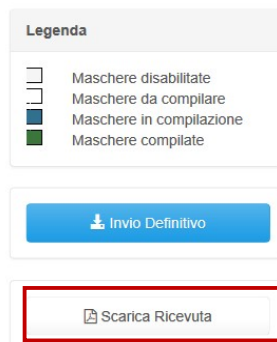 Legenda
Maschere disabilitate
Maschere da compilare
Maschere in compilazione
Maschere compilate
Invio Definitivo
Scarica Ricevuta